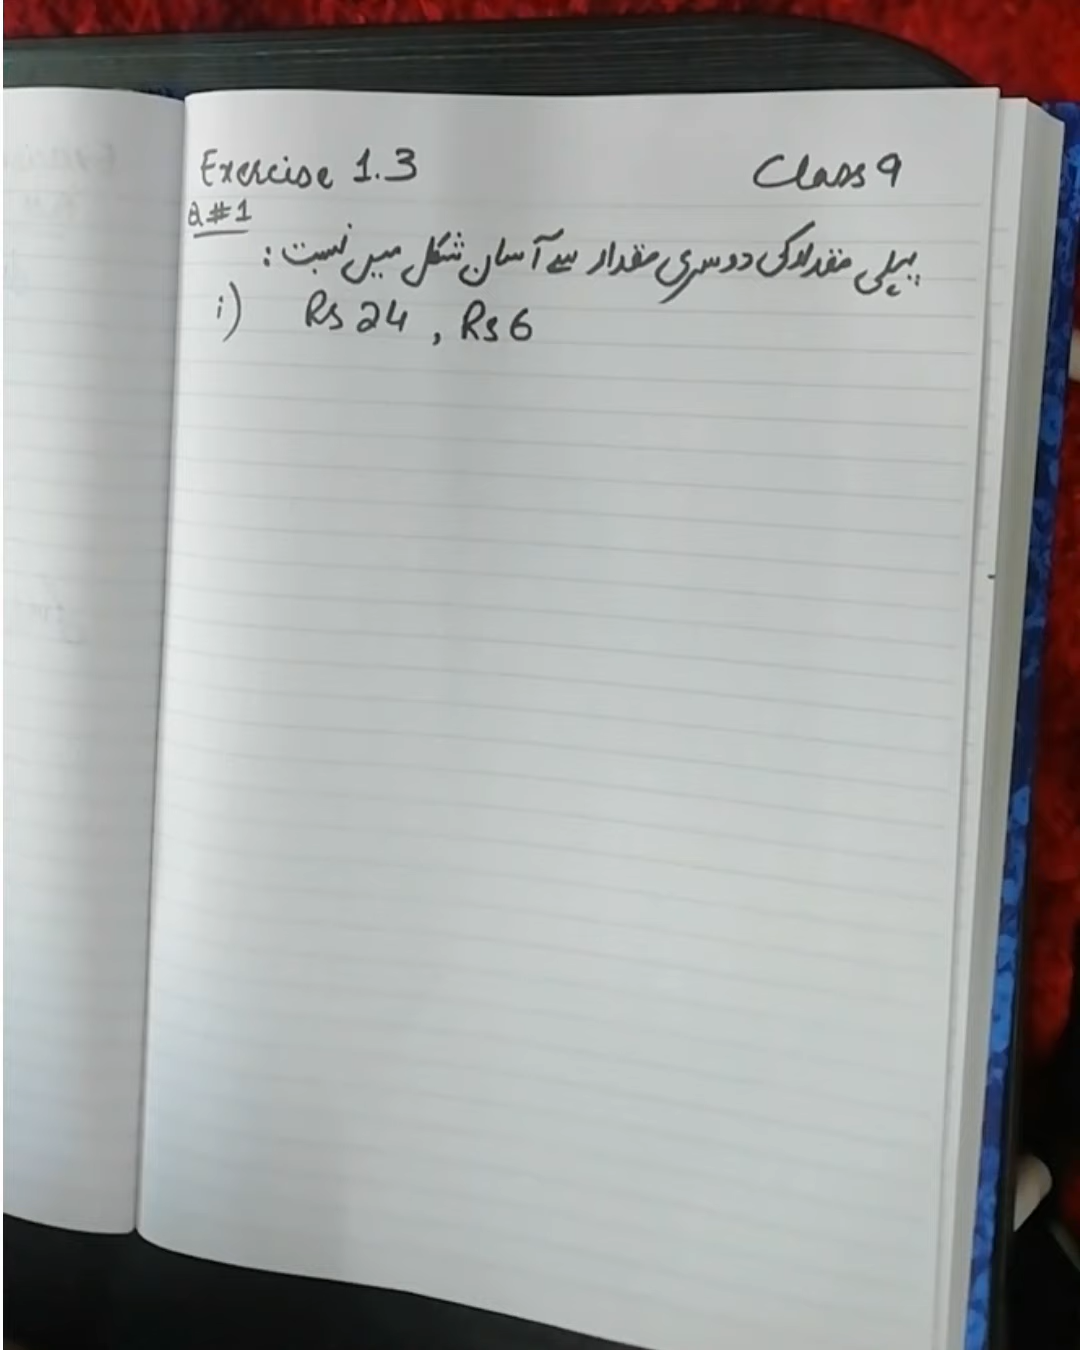 Exercise 1.3 Class 9
Q#1
پہلی مقدار کی دوسری مقدار سے آسان شکل میں نسبت :
i) Rs 24 , Rs 6